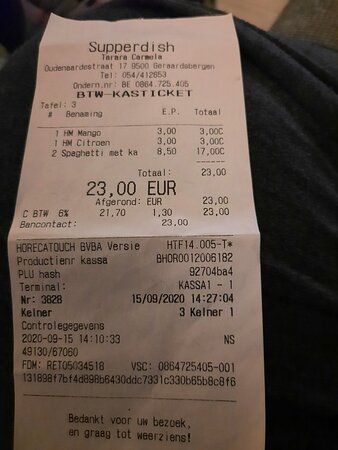 Supperdish
Tarara Carmela
Oudenaardestraat 17 9500 Geraardsbergen
Tel: 054/412653
Ondern.nr: BE 0864.725.405
BTW-KASTICKET
Tafel: 3
# Benaming E.P. Totaal
1 HM Mango 3,00 3,00C
1 HM Citroen 3,00 3,00C
2 Spaghetti met ka 8,50 17,00C
------
Totaal: 23,00
23,00 EUR
Afgerond: EUR 23,00
C BTW 6% 21,70 1,30 23,00
Bancontact: 23,00
HORECATOUCH BVBA Versie HTF14.005-T*
Productienr kassa BHOR0012006182
PLU hash 92704ba4
Terminal: KASSA1 - 1
Nr: 3828 15/09/2020 14:27:04
Kelner 3 Kelner 1
Controlegegevens
2020-09-15 14:10:33 NS
49130/67060
FDM: RET05034518 VSC: 0864725405-001
Bedankt voor uw bezoek,
en graag tot weerziens!